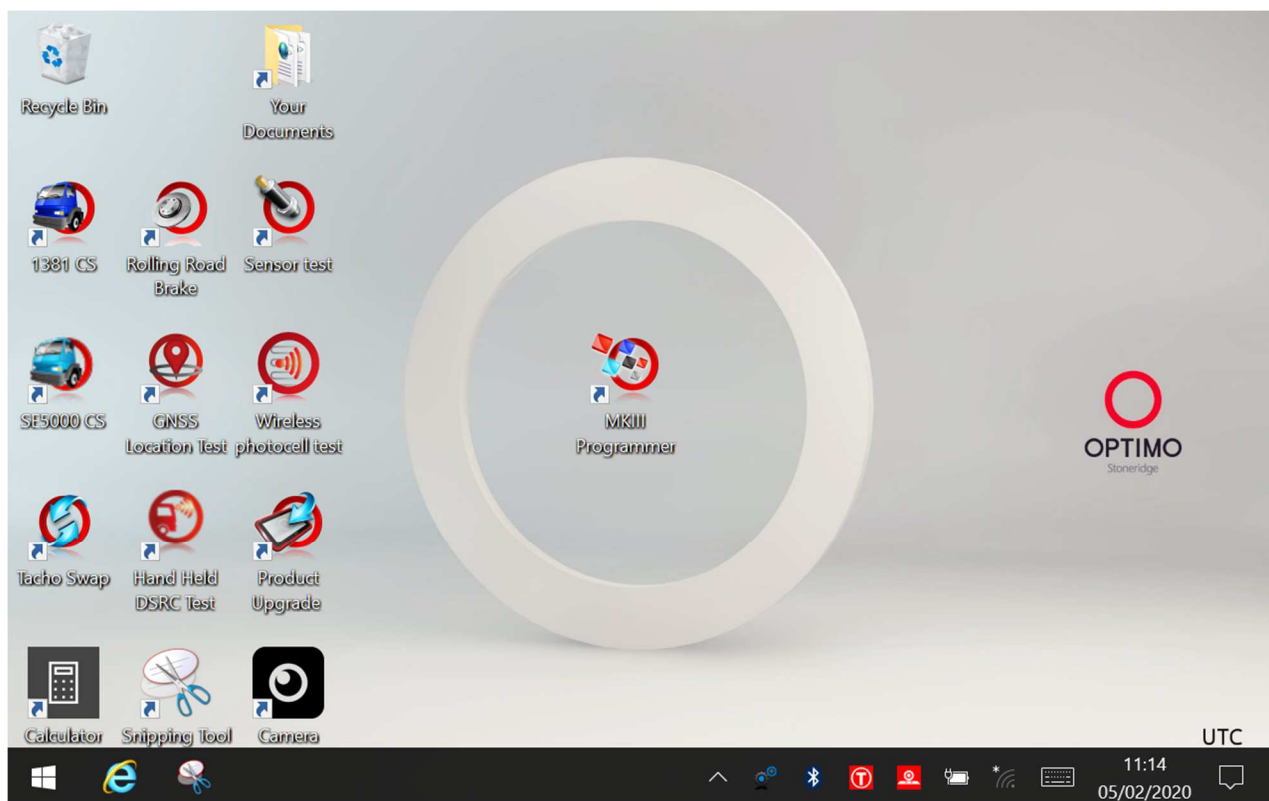 Recycle Bin
Your
Documents
1381 CS
Rolling Road
Brake
Sensor test
SE5000 CS
GNSS
Location Test
Wireless
photocell test
MKIII
Programmer
OPTIMO
Stoneridge
Tacho Swap
Hand Held
DSRC Test
Product
Upgrade
Calculator
Snipping Tool
Camera
UTC
T
11:14
05/02/2020